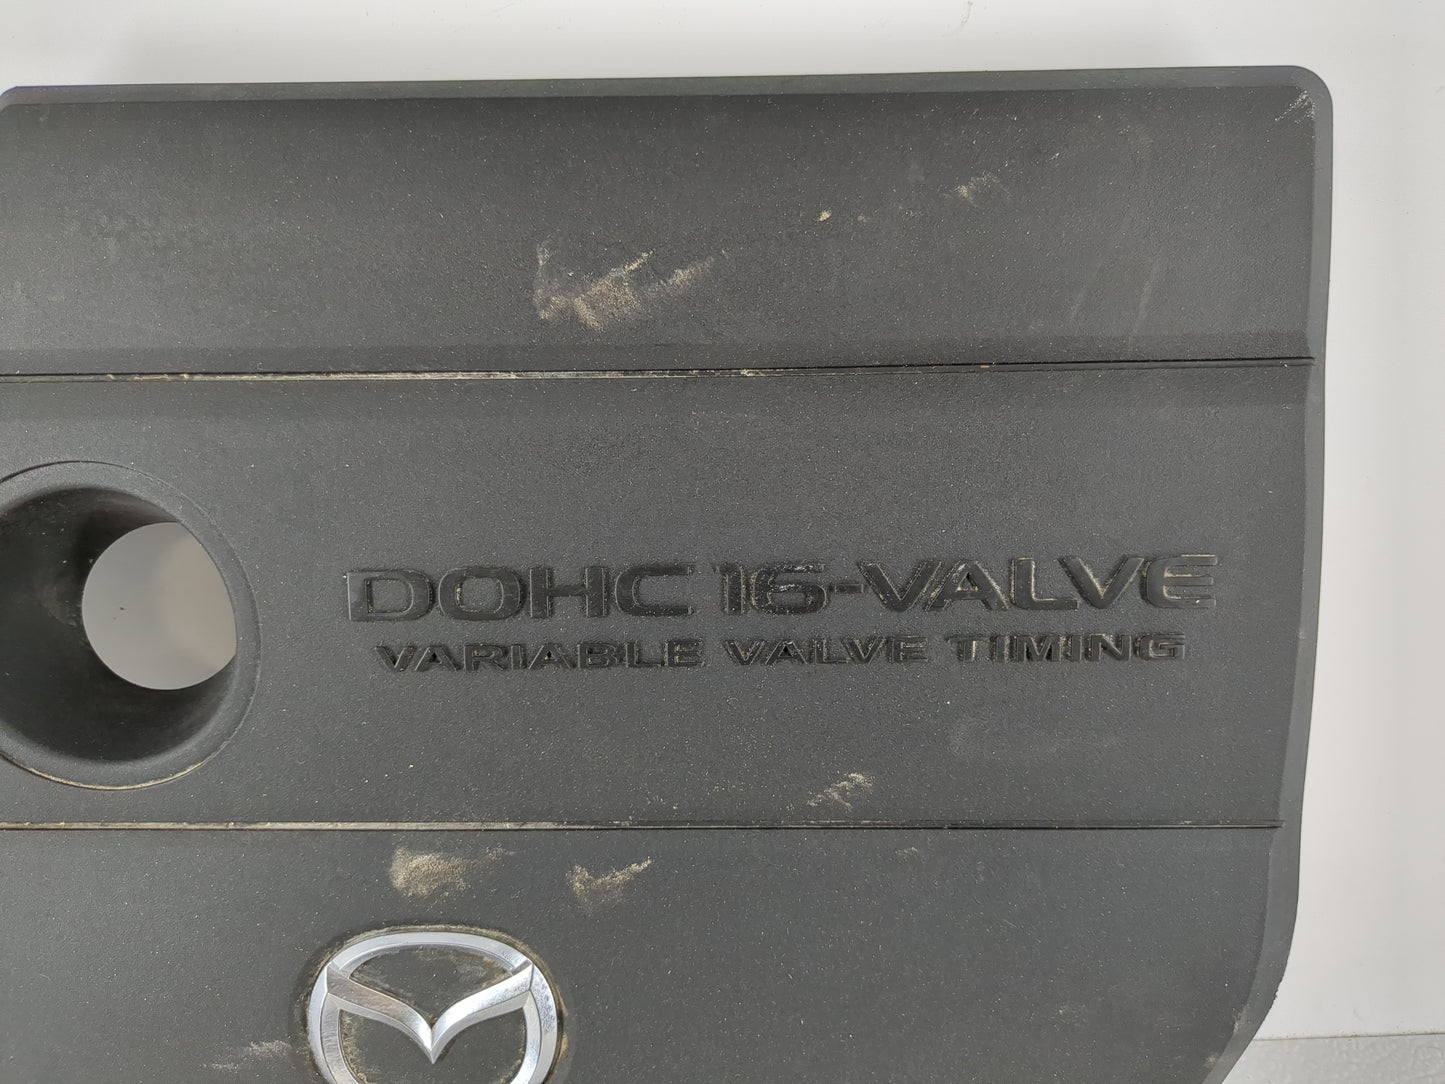 DOHC 16-VALVE
VARIABLE VALVE TIMING